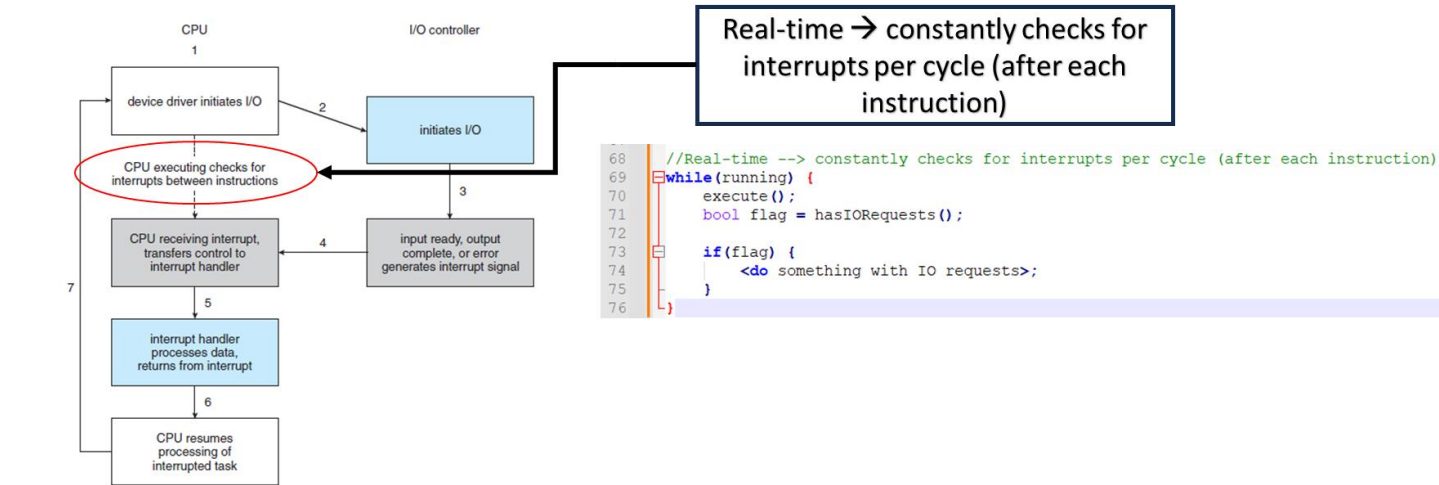 CPU
1
device driver initiates I/O
CPU executing checks for
interrupts between instructions
CPU receiving interrupt,
transfers control to
interrupt handler
5
interrupt handler
processes data,
returns from interrupt
6
CPU resumes
processing of
interrupted task
7
I/O controller
2
initiates I/O
3
4
input ready, output
complete, or error
generates interrupt signal
Real-time → constantly checks for
interrupts per cycle (after each
instruction)
68 //Real-time --> constantly checks for interrupts per cycle (after each instruction)
69 while(running) {
70 execute();
71 bool flag = hasIORequests();
72
73 if(flag) {
74 <do something with IO requests>;
75 }
76 }